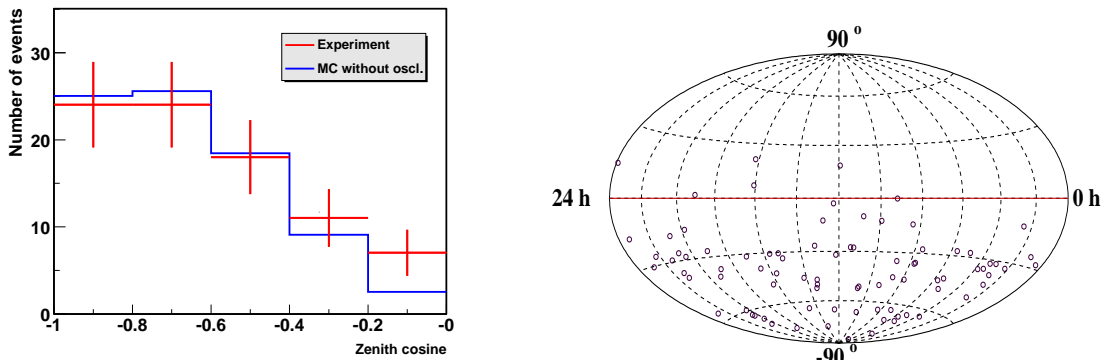 Number of events
30
20
10
0
Experiment
MC without oscl.
-1 -0.8 -0.6 -0.4 -0.2 -0
Zenith cosine
90 °
24 h
0 h
-90 °